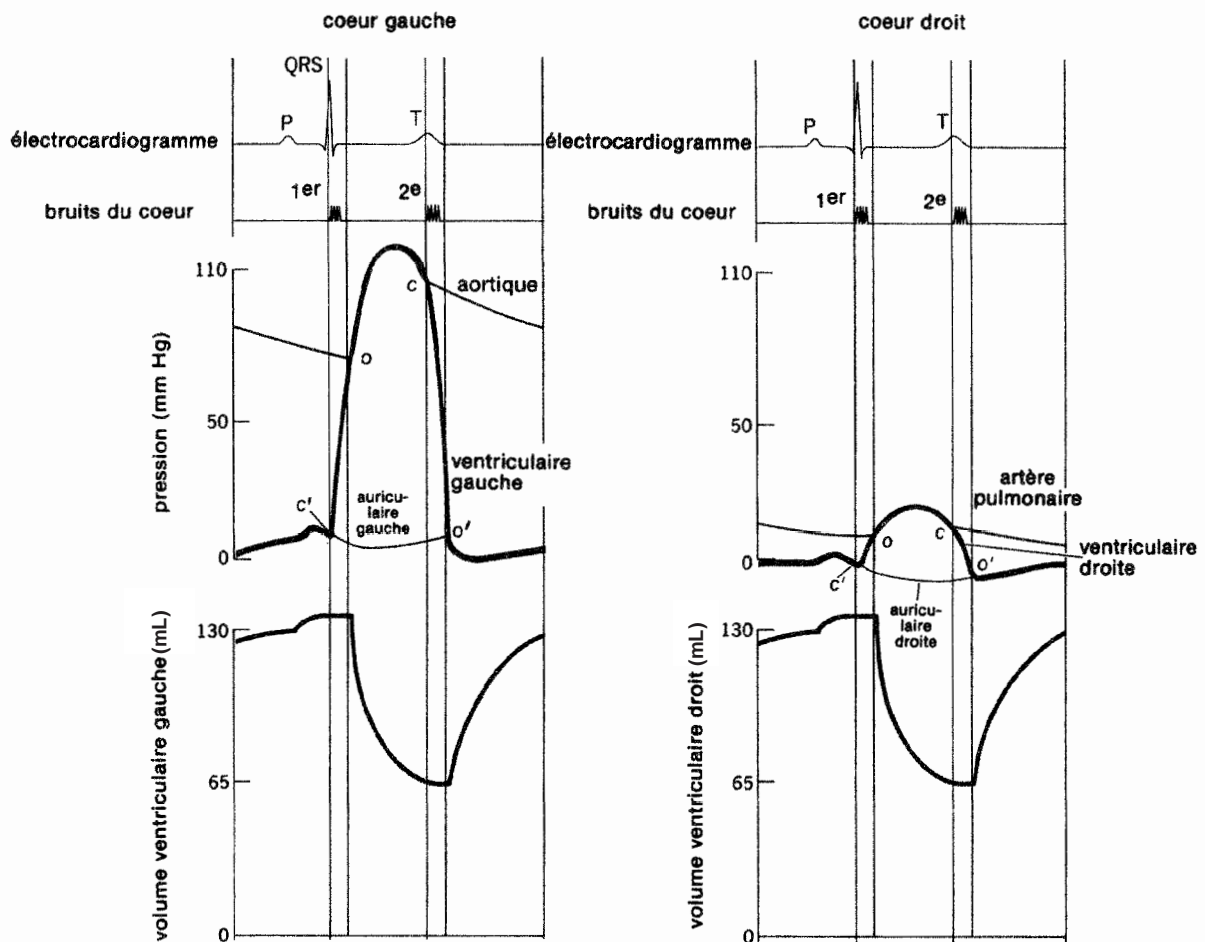 coeur gauche
QRS
P
T
électrocardiogramme
1er
2e
bruits du coeur
110
c
aortique
o
pression (mm Hg)
50
ventriculaire
gauche
c'
auricu-
laire
gauche
o'
0
130
volume ventriculaire gauche (mL)
65
0
coeur droit
P
T
électrocardiogramme
1er
2e
bruits du coeur
110
50
artère
pulmonaire
o
c
ventriculaire
droite
0
c'
o'
auricu-
laire
droite
130
volume ventriculaire droit (mL)
65
0